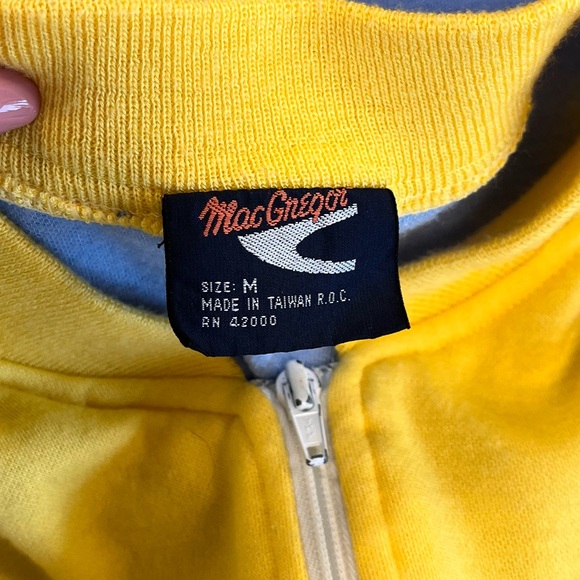 MacGregor
SIZE: M
MADE IN TAIWAN R.O.C.
RN 42000